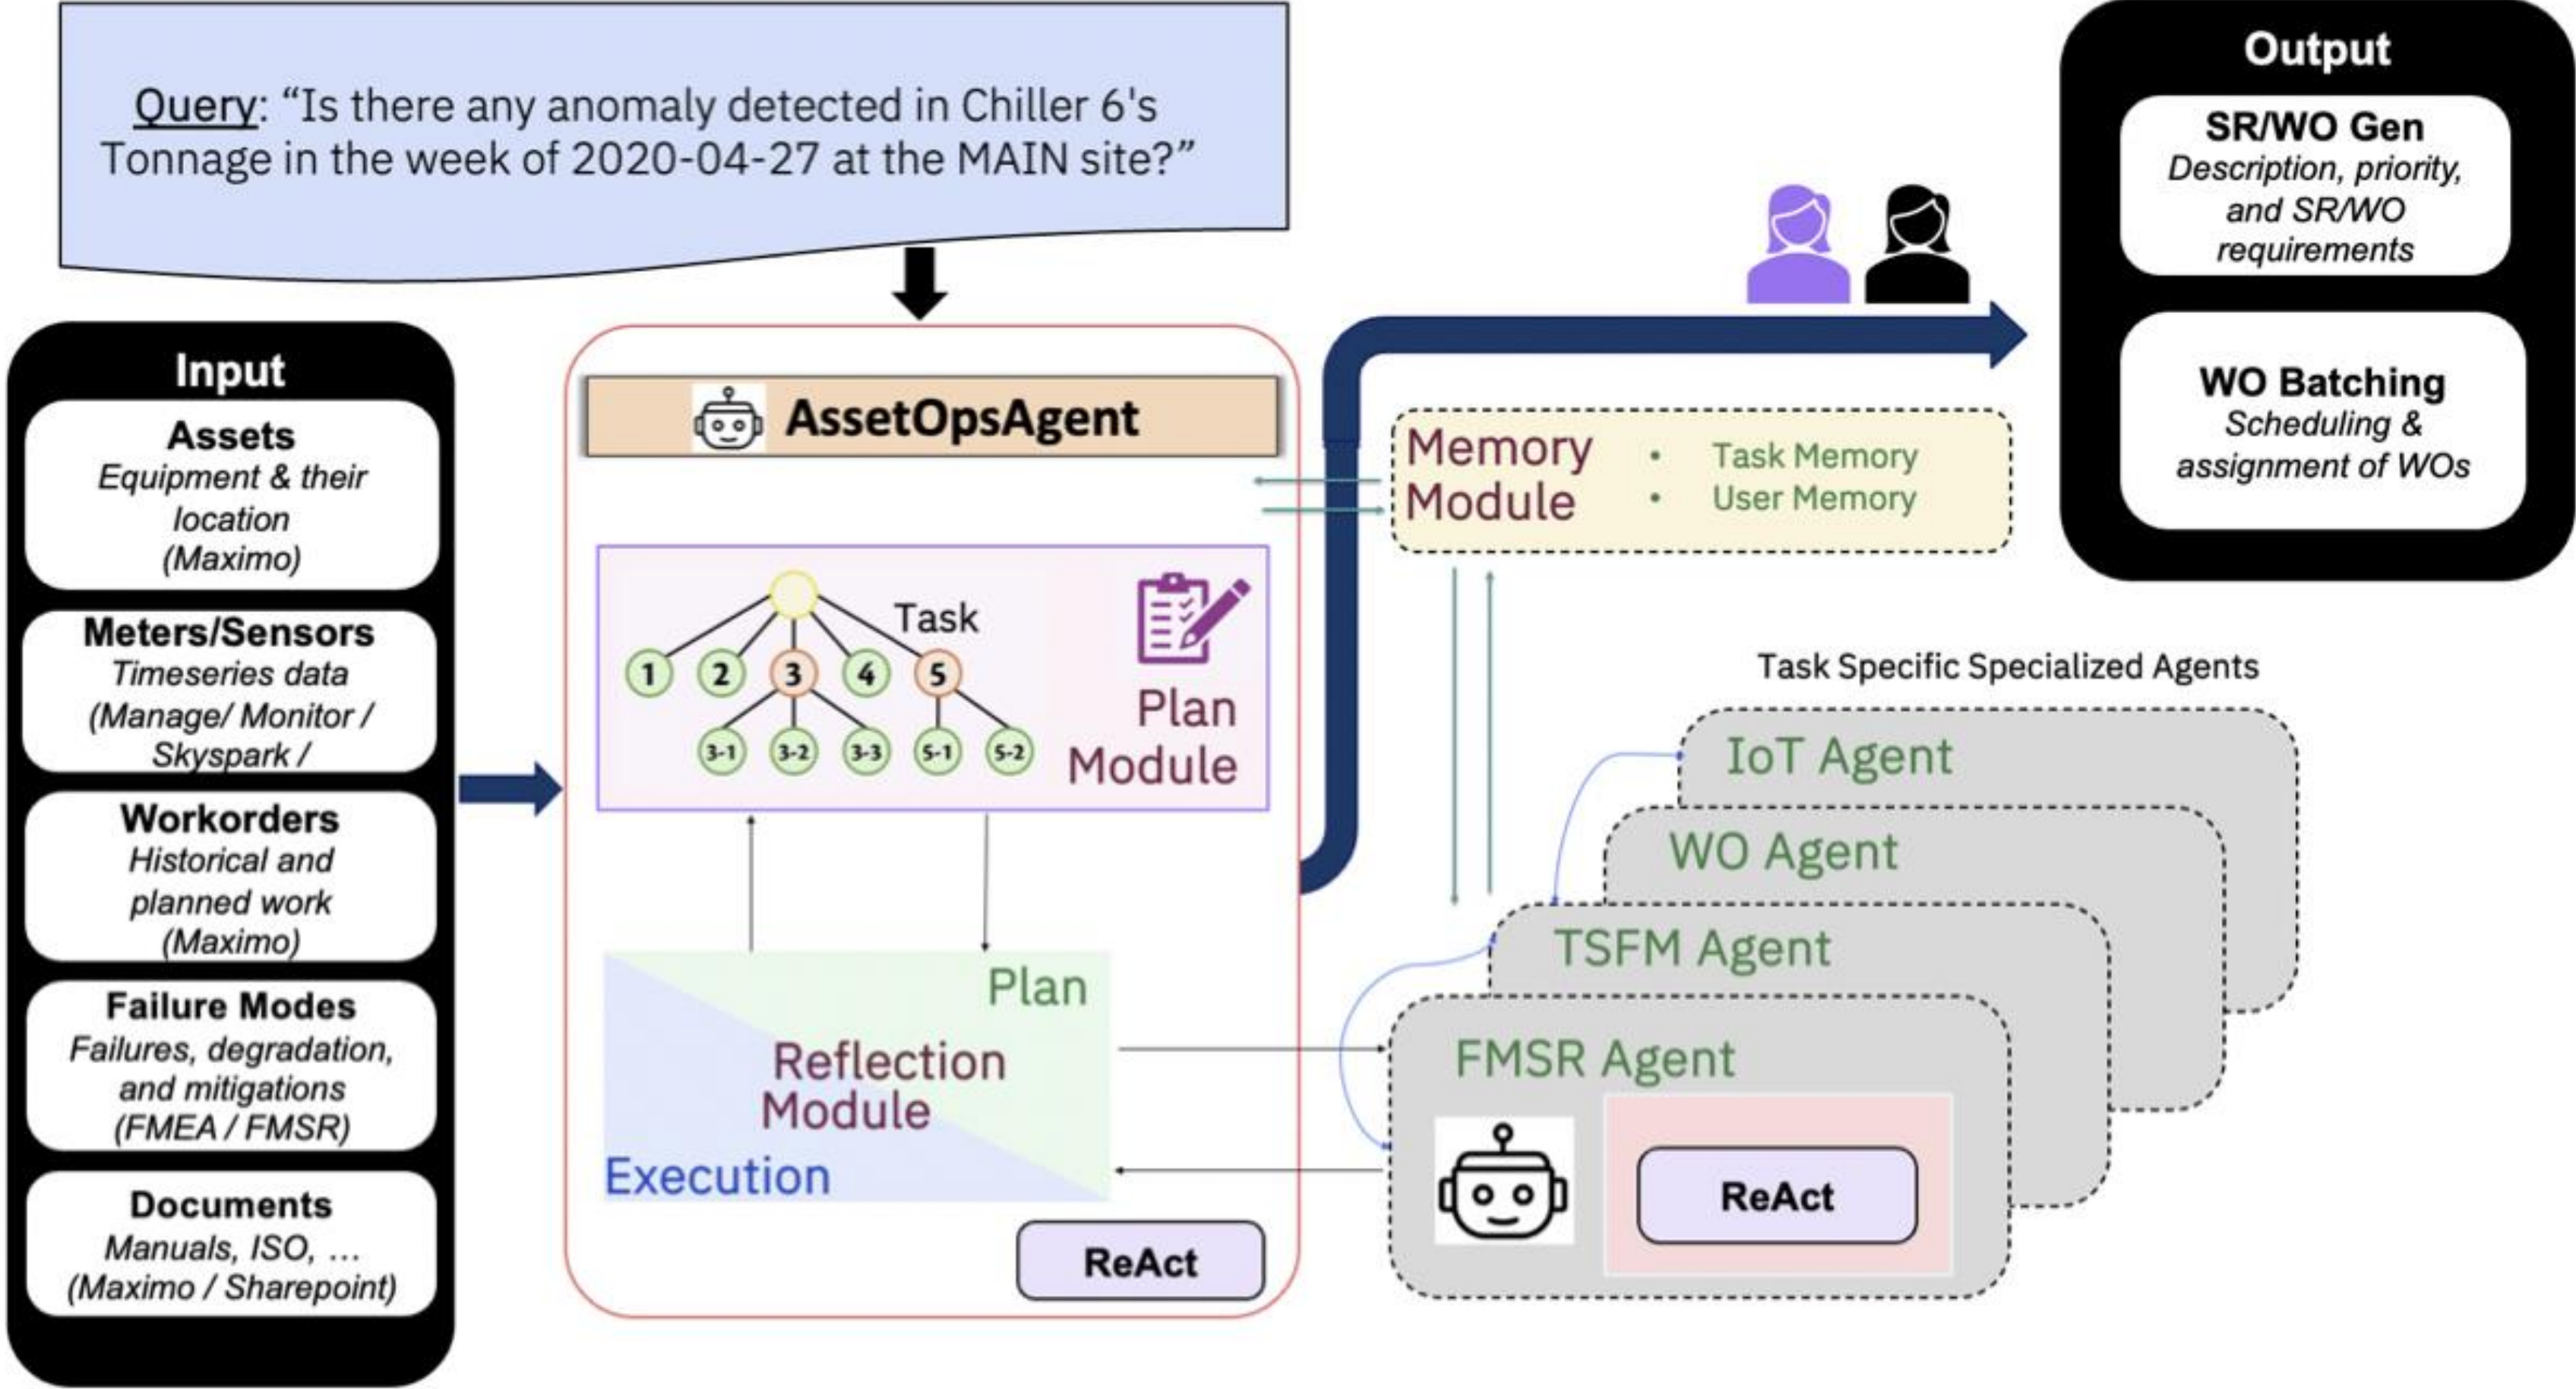 Query: “Is there any anomaly detected in Chiller 6's
Tonnage in the week of 2020-04-27 at the MAIN site?”
Input
Assets
Equipment & their
location
(Maximo)
Meters/Sensors
Timeseries data
(Manage/ Monitor /
Skyspark /
Workorders
Historical and
planned work
(Maximo)
Failure Modes
Failures, degradation,
and mitigations
(FMEA / FMSR)
Documents
Manuals, ISO, ...
(Maximo / Sharepoint)
AssetOpsAgent
Task
1 2 3 4 5
3-1 3-2 3-3 5-1 5-2
Plan
Module
Plan
Reflection
Module
Execution
ReAct
Memory
Module
• Task Memory
• User Memory
Task Specific Specialized Agents
IoT Agent
WO Agent
TSFM Agent
FMSR Agent
ReAct
Output
SR/WO Gen
Description, priority,
and SR/WO
requirements
WO Batching
Scheduling &
assignment of WOs